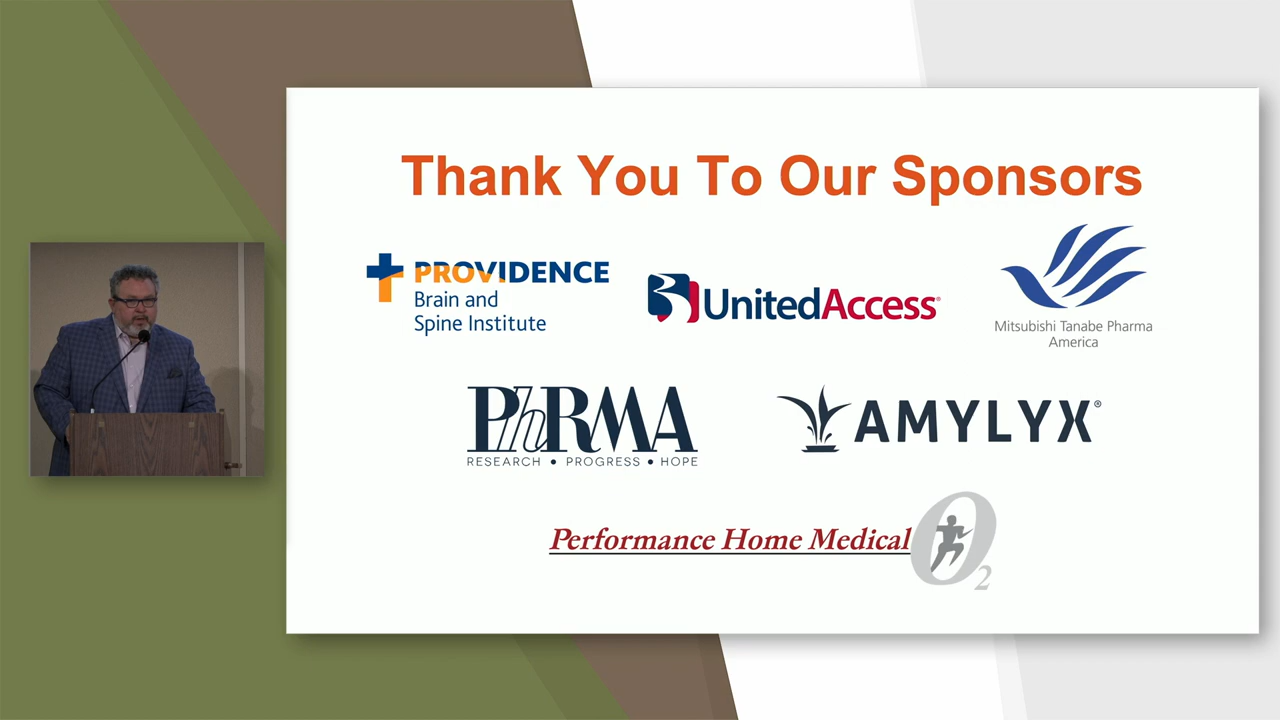 Thank You To Our Sponsors
PROVIDENCE
Brain and
Spine Institute
UnitedAccess®
Mitsubishi Tanabe Pharma
America
PhRMA
RESEARCH • PROGRESS • HOPE
AMYLYX®
Performance Home Medical
O2